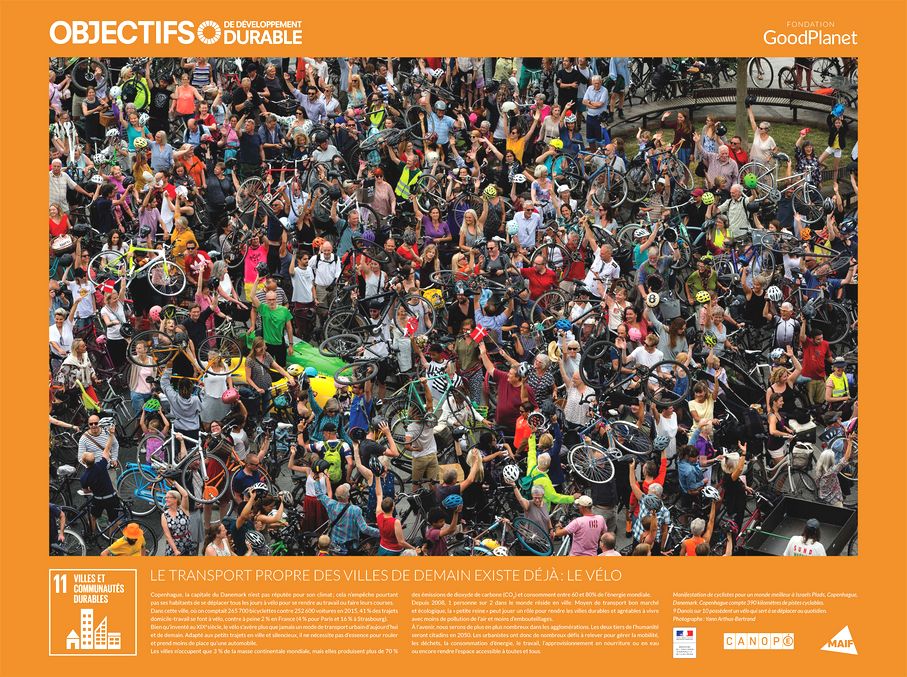 OBJECTIFS
DE DÉVELOPPEMENT
DURABLE
FONDATION
GoodPlanet
11 VILLES ET
COMMUNAUTÉS
DURABLES
LE TRANSPORT PROPRE DES VILLES DE DEMAIN EXISTE DÉJÀ : LE VÉLO
Copenhague, la capitale du Danemark n'est pas réputée pour son climat ; cela n'empêche pourtant
pas ses habitants de se déplacer tous les jours à vélo pour se rendre au travail ou faire leurs courses.
Dans cette ville, où on comptait 265 700 bicyclettes contre 252 600 voitures en 2015, 41 % des trajets
domicile-travail se font à vélo, contre à peine 2 % en France (4 % pour Paris et 16 % à Strasbourg).
Bien qu'inventé au XIXᵉ siècle, le vélo s'avère plus que jamais un mode de transport urbain d'aujourd'hui
et de demain. Adapté aux petits trajets en ville et silencieux, il ne nécessite pas d'essence pour rouler
et prend moins de place qu'une automobile.
Les villes n'occupent que 3 % de la masse continentale mondiale, mais elles produisent plus de 70 %
des émissions de dioxyde de carbone (CO₂) et consomment entre 60 et 80% de l'énergie mondiale.
Depuis 2008, 1 personne sur 2 dans le monde réside en ville. Moyen de transport bon marché
et écologique, la « petite reine » peut jouer un rôle pour rendre les villes durables et agréables à vivre
avec moins de pollution de l'air et moins d'embouteillages.
À l'avenir, nous serons de plus en plus nombreux dans les agglomérations. Les deux tiers de l'humanité
seront citadins en 2050. Les urbanistes ont donc de nombreux défis à relever pour gérer la mobilité,
les déchets, la consommation d'énergie, le travail, l'approvisionnement en nourriture ou en eau
ou encore rendre l'espace accessible à toutes et tous.
Manifestation de cyclistes pour un monde meilleur à Israels Plads, Copenhague,
Danemark. Copenhague compte 390 kilomètres de pistes cyclables.
9 Danois sur 10 possèdent un vélo qui sert à se déplacer au quotidien.
Photographe : Yann Arthus-Bertrand
CANOPÉ
MAIF